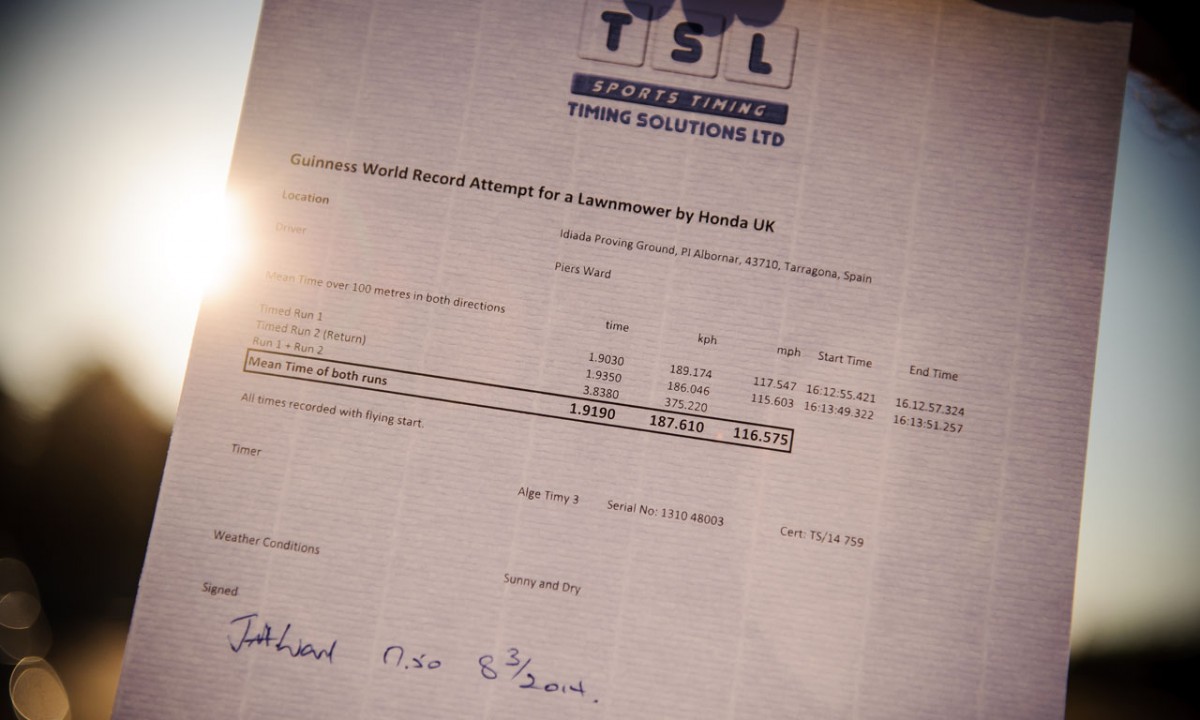 TSL
SPORTS TIMING
TIMING SOLUTIONS LTD
Guinness World Record Attempt for a Lawnmower by Honda UK
Location Idiada Proving Ground, Pl Albornar, 43710, Tarragona, Spain
Driver Piers Ward
Mean Time over 100 metres in both directions
time kph mph Start Time End Time
Timed Run 1 1.9030 189.174 117.547 16:12:55.421 16.12.57.324
Timed Run 2 (Return) 1.9350 186.046 115.603 16:13:49.322 16:13:51.257
Run 1 + Run 2 3.8380 375.220
Mean Time of both runs 1.9190 187.610 116.575
All times recorded with flying start.
Timer Alge Timy 3 Serial No: 1310 48003 Cert: TS/14 759
Weather Conditions Sunny and Dry
Signed
8 3/2014.